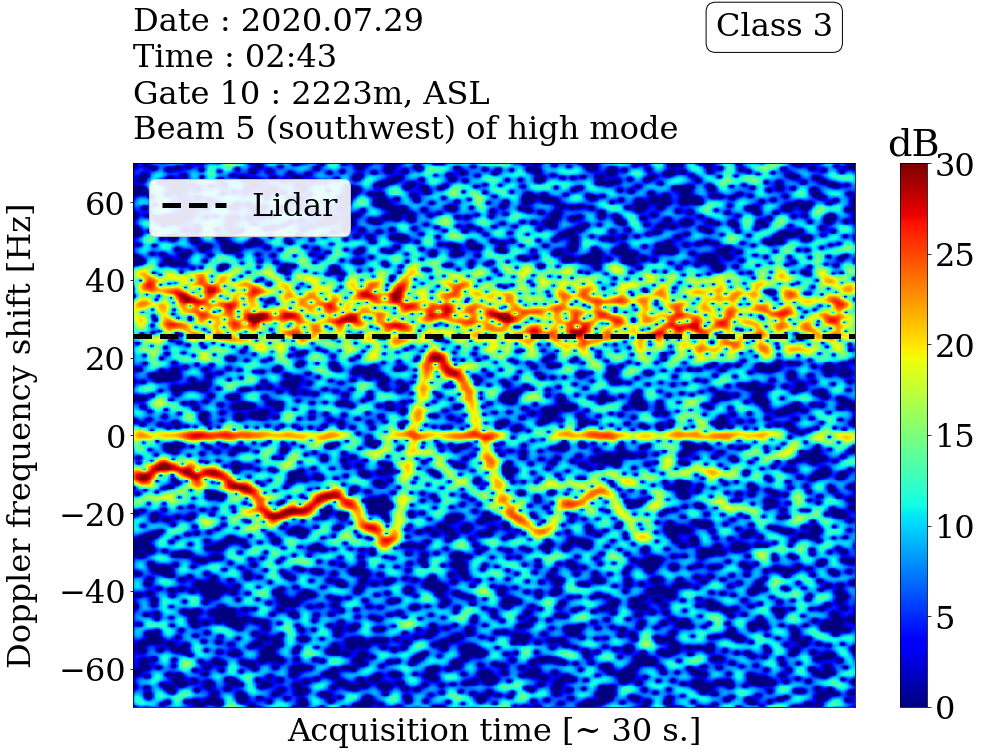 Date : 2020.07.29
Time : 02:43
Gate 10 : 2223m, ASL
Beam 5 (southwest) of high mode
Class 3
dB
Lidar
Doppler frequency shift [Hz]
60
40
20
0
−20
−40
−60
30
25
20
15
10
5
0
Acquisition time [~ 30 s.]